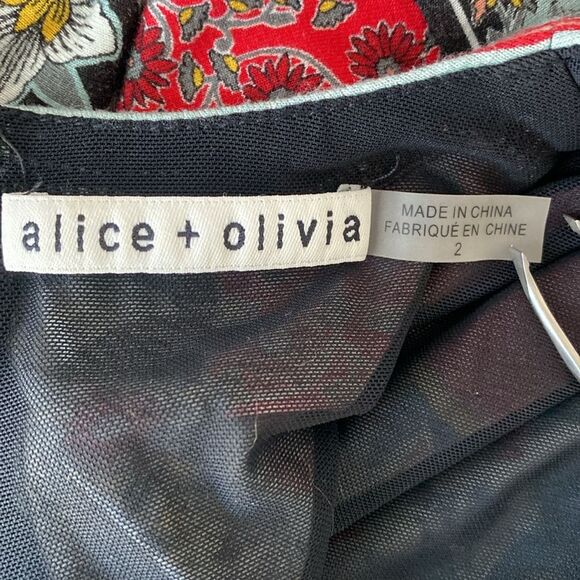 alice + olivia
MADE IN CHINA
FABRIQUÉ EN CHINE
2